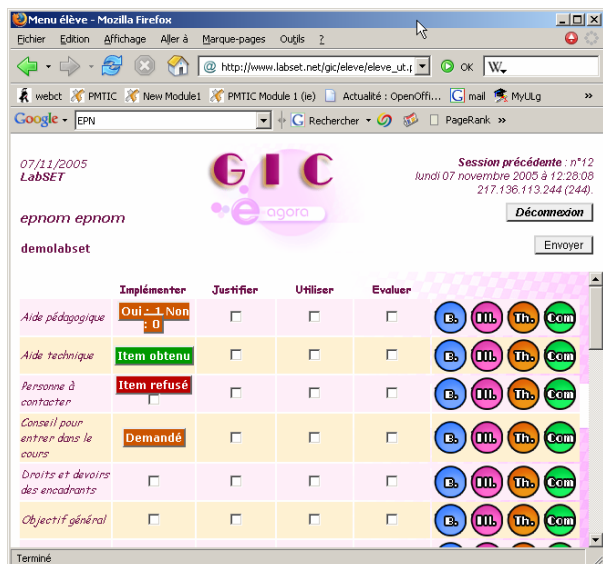 Menu élève - Mozilla Firefox
Fichier Edition Affichage Aller à Marque-pages Outils ?
http://www.labset.net/gic/eleve/eleve_ut.p OK W
webct PMTIC New Module1 PMTIC Module 1 (ie) Actualité : OpenOffi... mail MyULg »
Google EPN G Rechercher PageRank »
07/11/2005
LabSET
GIC
e agora
Session précédente : n°12
lundi 07 novembre 2005 à 12:28:08
217.136.113.244 (244).
epnom epnom
Déconnexion
demolabset
Envoyer
Implémenter Justifier Utiliser Evaluer
Aide pédagogique Oui : 1 Non : 0 B. Ill. Th. Com
Aide technique Item obtenu B. Ill. Th. Com
Personne à contacter Item refusé B. Ill. Th. Com
Conseil pour entrer dans le cours Demandé B. Ill. Th. Com
Droits et devoirs des encadrants B. Ill. Th. Com
Objectif général B. Ill. Th. Com
Terminé